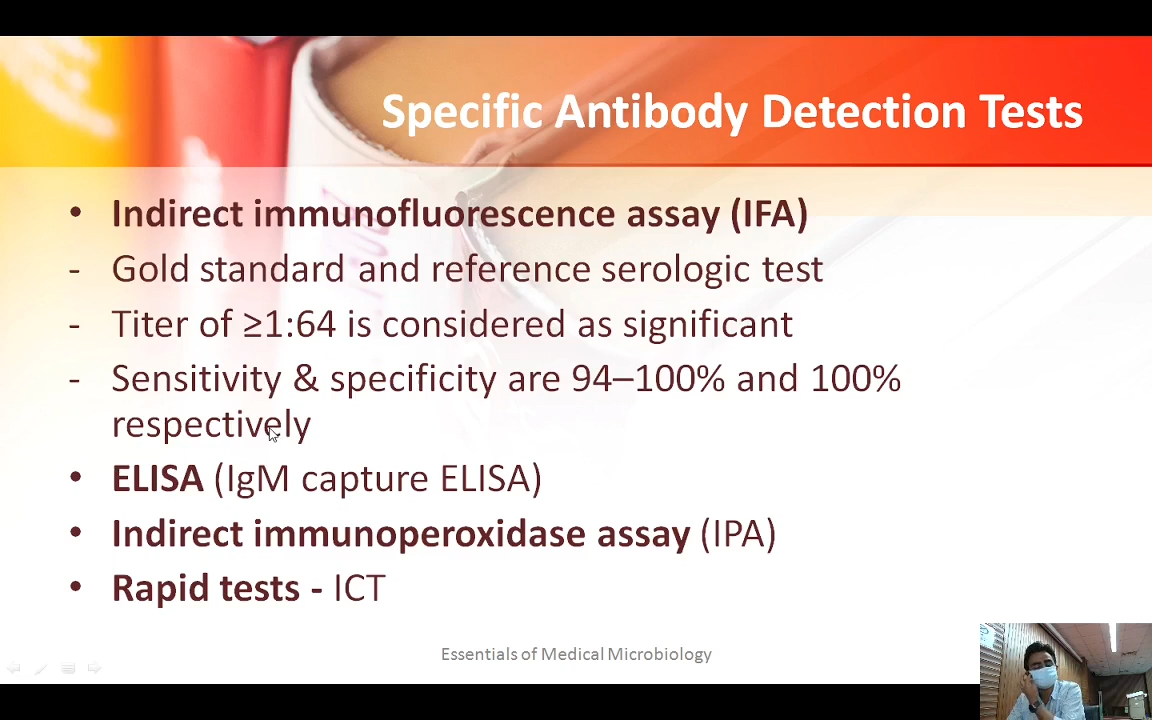 Specific Antibody Detection Tests
• Indirect immunofluorescence assay (IFA)
- Gold standard and reference serologic test
- Titer of ≥1:64 is considered as significant
- Sensitivity & specificity are 94–100% and 100%
respectively
• ELISA (IgM capture ELISA)
• Indirect immunoperoxidase assay (IPA)
• Rapid tests - ICT
Essentials of Medical Microbiology